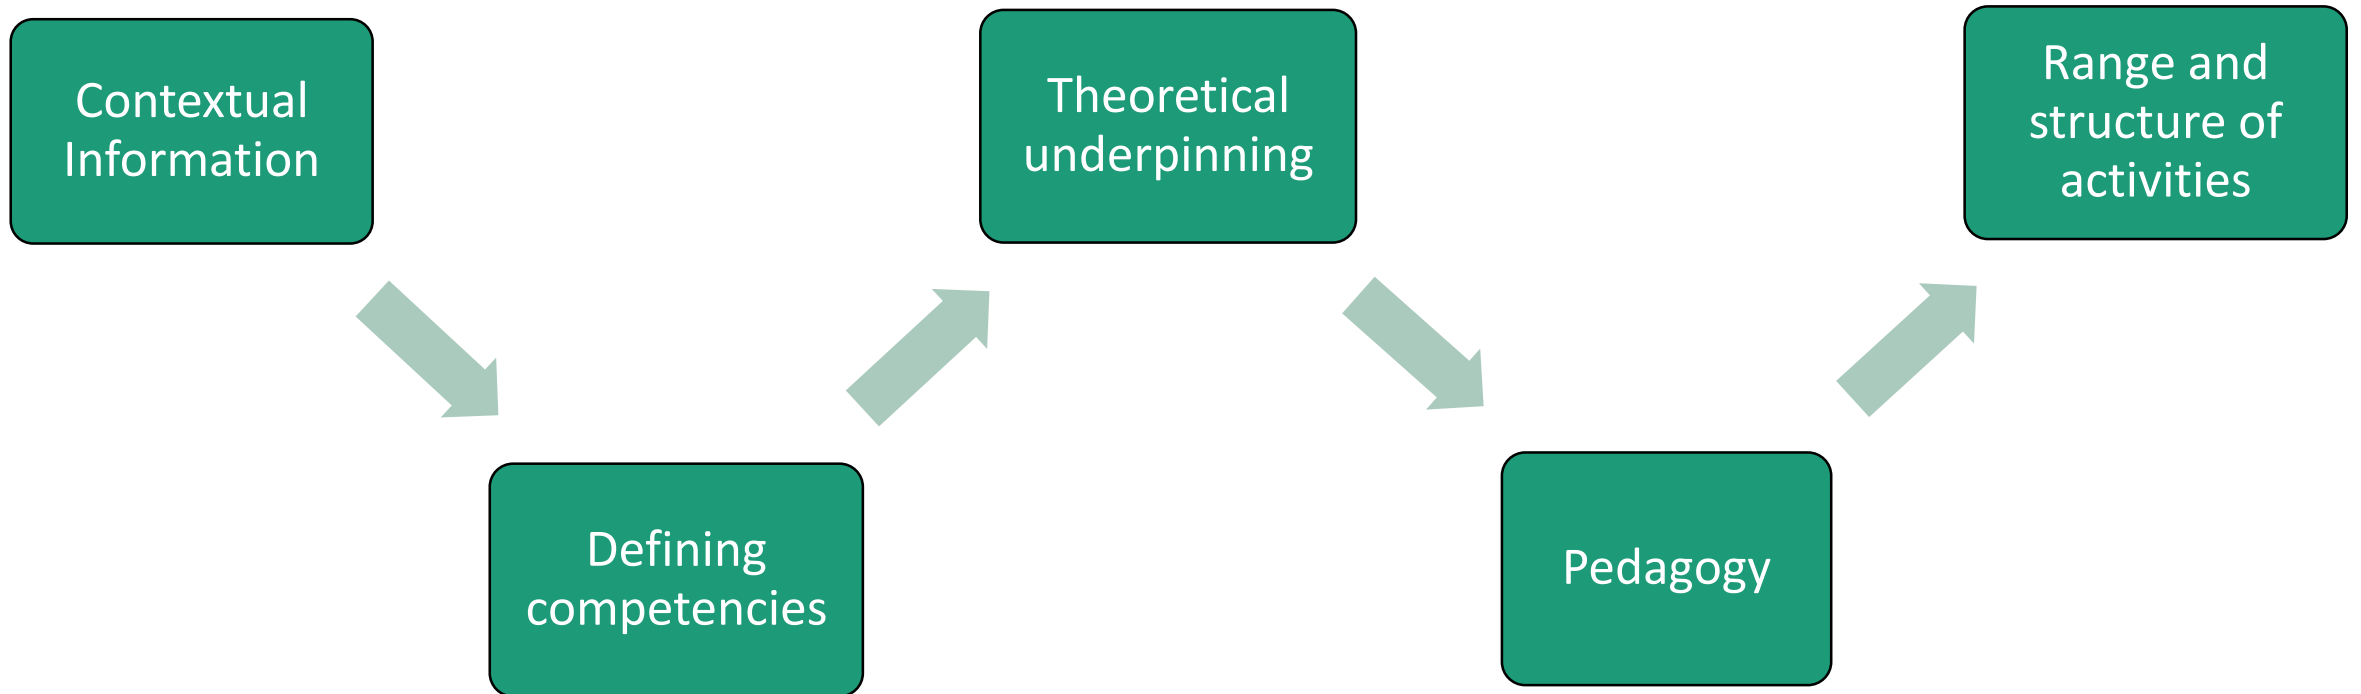 Contextual
Information
Defining
competencies
Theoretical
underpinning
Pedagogy
Range and
structure of
activities